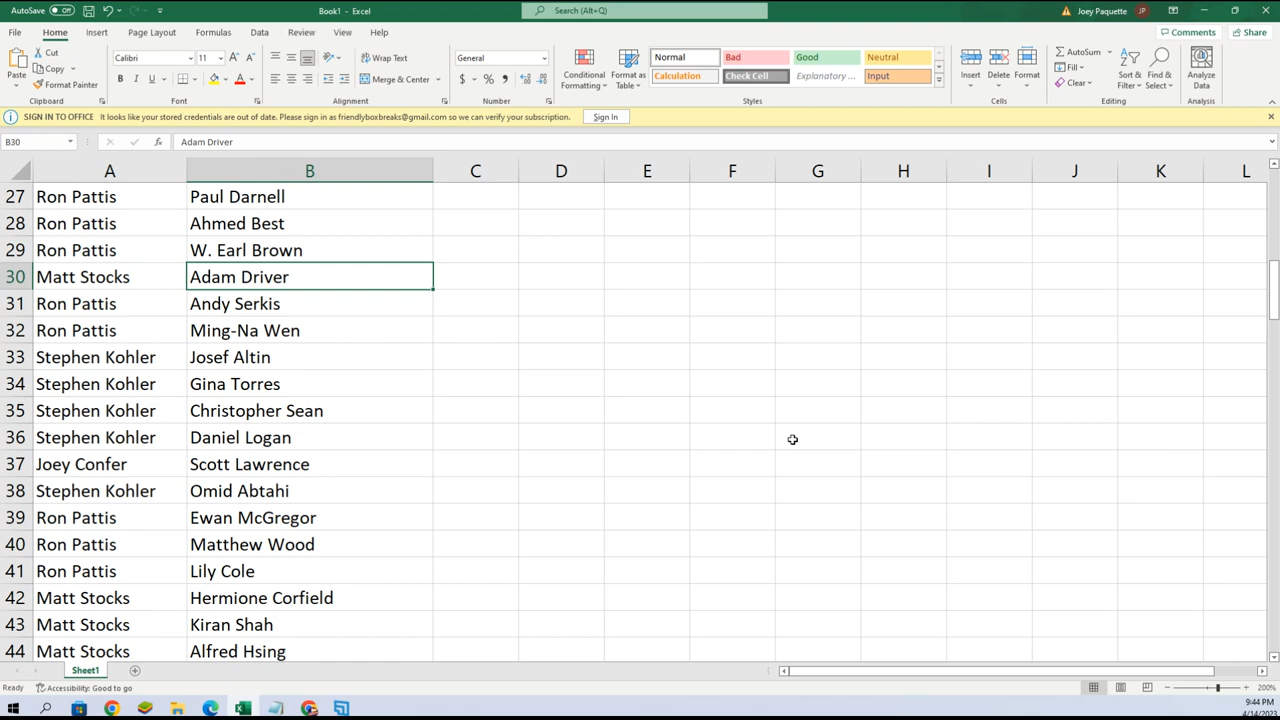 AutoSave Off Book1 - Excel Search (Alt+Q) Joey Paquette JP
File Home Insert Page Layout Formulas Data Review View Help Comments Share
Paste Cut Copy Format Painter Clipboard
Calibri 11 A A B I U A Font
Wrap Text Merge & Center Alignment
General $ % 9 Number
Conditional Formatting Format as Table Normal Bad Good Neutral
Calculation Check Cell Explanatory ... Input Styles
Insert Delete Format Cells
AutoSum Fill Clear Sort & Filter Find & Select Editing
Analyze Data Analysis
SIGN IN TO OFFICE It looks like your stored credentials are out of date. Please sign in as friendlyboxbreaks@gmail.com so we can verify your subscription. Sign In
B30 fx Adam Driver
A B C D E F G H I J K L
27 Ron Pattis Paul Darnell
28 Ron Pattis Ahmed Best
29 Ron Pattis W. Earl Brown
30 Matt Stocks Adam Driver
31 Ron Pattis Andy Serkis
32 Ron Pattis Ming-Na Wen
33 Stephen Kohler Josef Altin
34 Stephen Kohler Gina Torres
35 Stephen Kohler Christopher Sean
36 Stephen Kohler Daniel Logan
37 Joey Confer Scott Lawrence
38 Stephen Kohler Omid Abtahi
39 Ron Pattis Ewan McGregor
40 Ron Pattis Matthew Wood
41 Ron Pattis Lily Cole
42 Matt Stocks Hermione Corfield
43 Matt Stocks Kiran Shah
44 Matt Stocks Alfred Hsing
Sheet1
Ready Accessibility: Good to go 200%
9:44 PM
4/14/2023